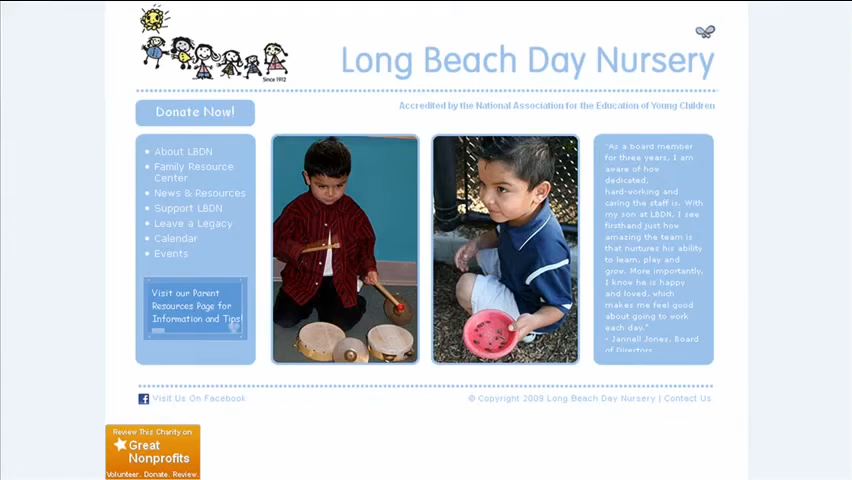 Since 1912
Long Beach Day Nursery
Donate Now!
Accredited by the National Association for the Education of Young Children
About LBDN
Family Resource
Center
News & Resources
Support LBDN
Leave a Legacy
Calendar
Events
Visit our Parent
Resources Page for
Information and Tips!
"As a board member
for three years, I am
aware of how
dedicated,
hard-working and
caring the staff is. With
my son at LBDN, I see
firsthand just how
amazing the team is
that nurtures his ability
to learn, play and
grow. More importantly,
I know he is happy
and loved, which
makes me feel good
about going to work
each day."
- Jannell Jones, Board
of Directors
Visit Us On Facebook
© Copyright 2009 Long Beach Day Nursery | Contact Us
Review This Charity on
Great
Nonprofits
Volunteer. Donate. Review.